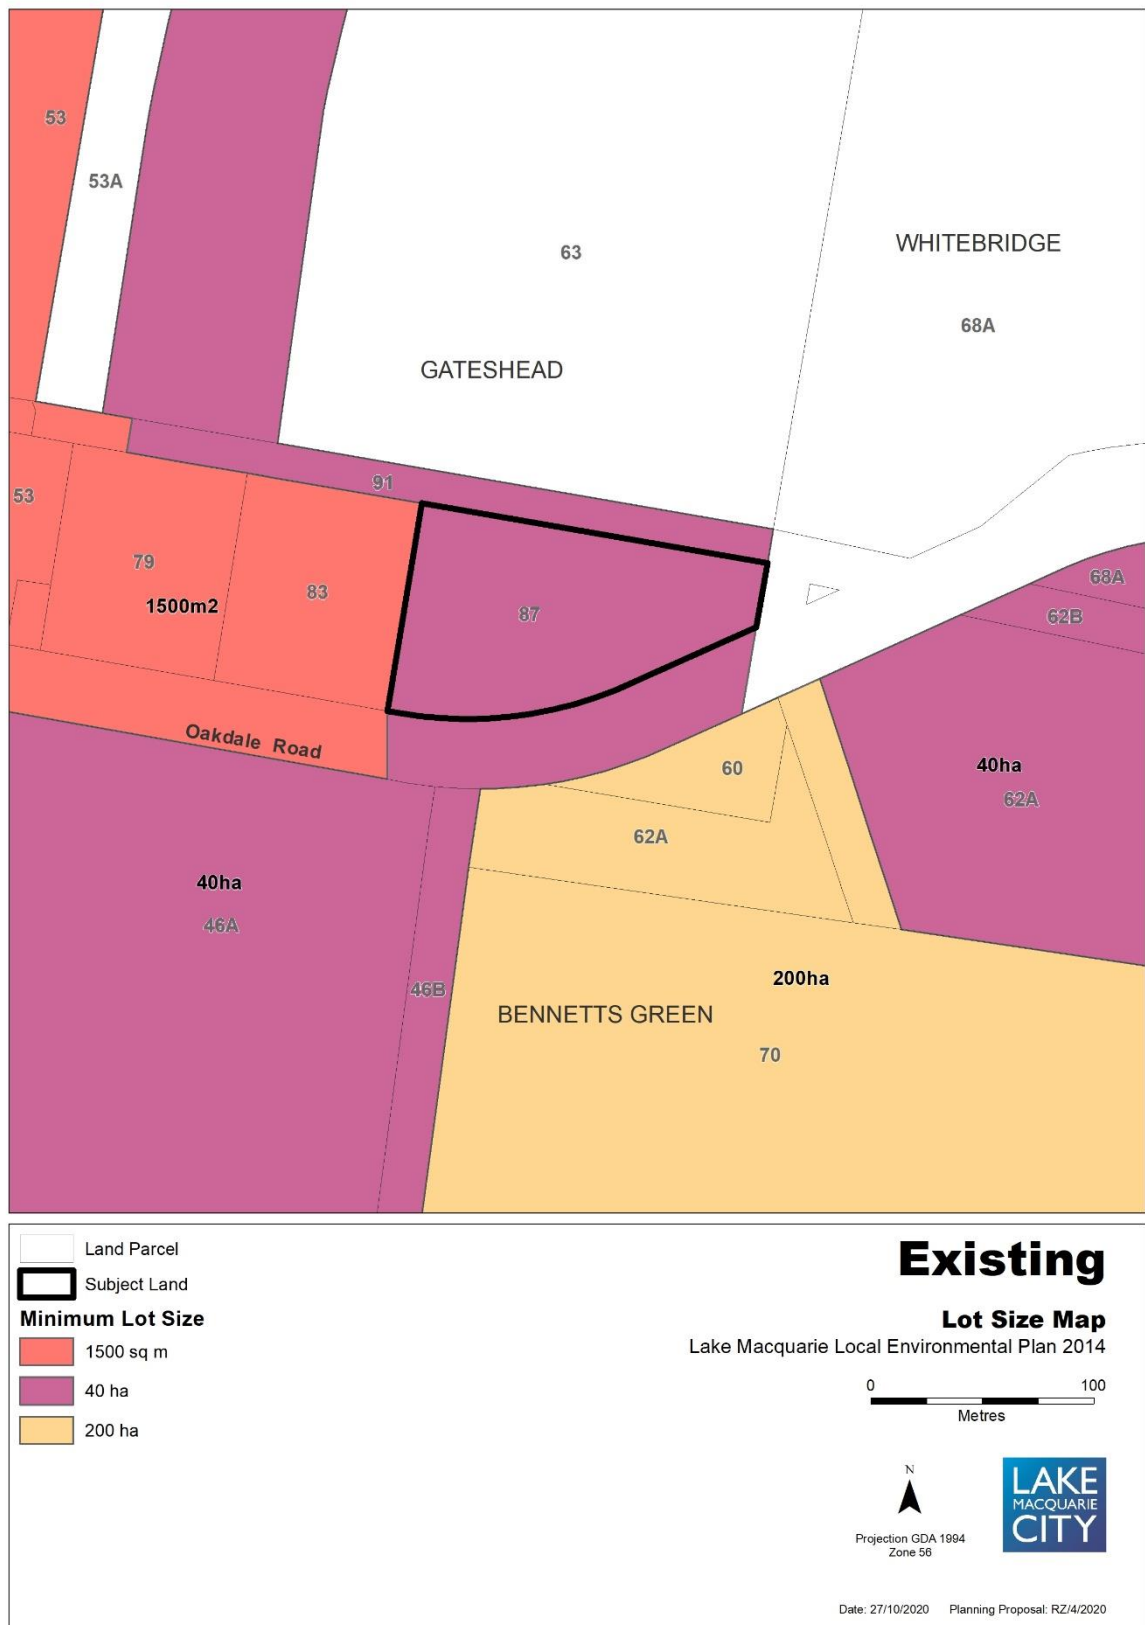 53
53A
63
WHITEBRIDGE
68A
GATESHEAD
91
53
79
1500m2
83
87
68A
62B
Oakdale Road
60
40ha
62A
62A
40ha
46A
46B
200ha
BENNETTS GREEN
70
Land Parcel
Subject Land
Minimum Lot Size
1500 sq m
40 ha
200 ha
Existing
Lot Size Map
Lake Macquarie Local Environmental Plan 2014
0 100
Metres
N
Projection GDA 1994
Zone 56
LAKE
MACQUARIE
CITY
Date: 27/10/2020 Planning Proposal: RZ/4/2020